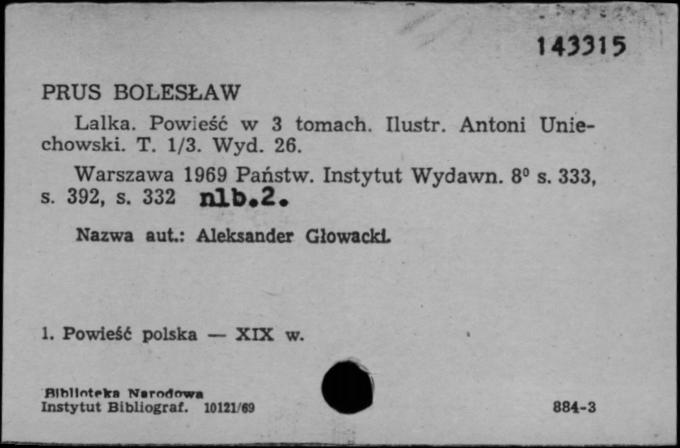 143315
PRUS BOLESŁAW
Lalka. Powieść w 3 tomach. Ilustr. Antoni Unie-
chowski. T. 1/3. Wyd. 26.
Warszawa 1969 Państw. Instytut Wydawn. 8⁰ s. 333,
s. 392, s. 332 nlb.2.
Nazwa aut.: Aleksander Głowacki.
1. Powieść polska — XIX w.
Biblioteka Narodowa
Instytut Bibliograf. 10121/69
884-3